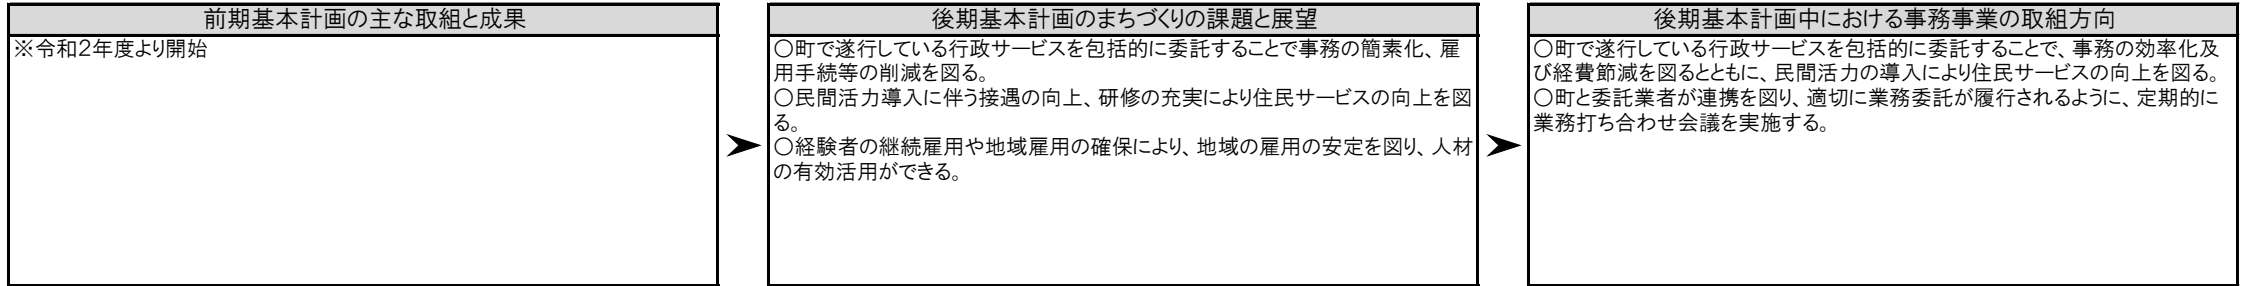 前期基本計画の主な取組と成果
※令和2年度より開始
後期基本計画のまちづくりの課題と展望
○町で遂行している行政サービスを包括的に委託することで事務の簡素化、雇
用手続等の削減を図る。
○民間活力導入に伴う接遇の向上、研修の充実により住民サービスの向上を図
る。
○経験者の継続雇用や地域雇用の確保により、地域の雇用の安定を図り、人材
の有効活用ができる。
後期基本計画中における事務事業の取組方向
○町で遂行している行政サービスを包括的に委託することで、事務の効率化及
び経費節減を図るとともに、民間活力の導入により住民サービスの向上を図る。
○町と委託業者が連携を図り、適切に業務委託が履行されるように、定期的に
業務打ち合わせ会議を実施する。